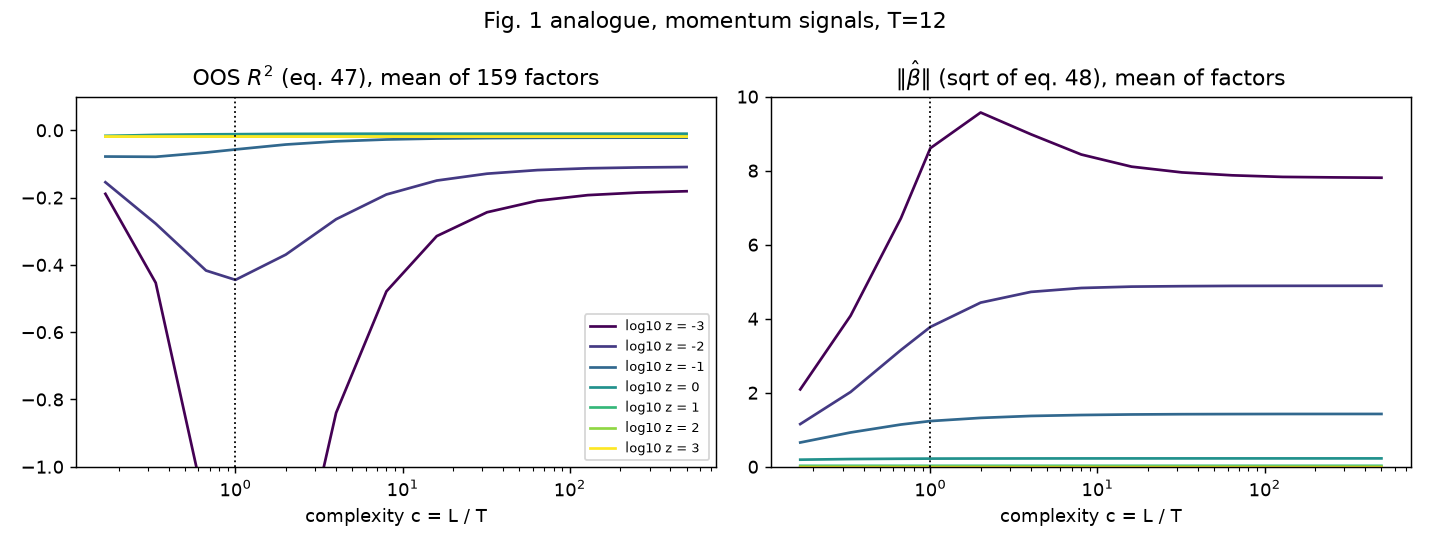 Fig. 1 analogue, momentum signals, T=12
OOS R² (eq. 47), mean of 159 factors
0.0
−0.2
−0.4
−0.6
−0.8
−1.0
10⁰
10¹
10²
complexity c = L / T
log10 z = -3
log10 z = -2
log10 z = -1
log10 z = 0
log10 z = 1
log10 z = 2
log10 z = 3
‖β̂‖ (sqrt of eq. 48), mean of factors
10
8
6
4
2
0
10⁰
10¹
10²
complexity c = L / T